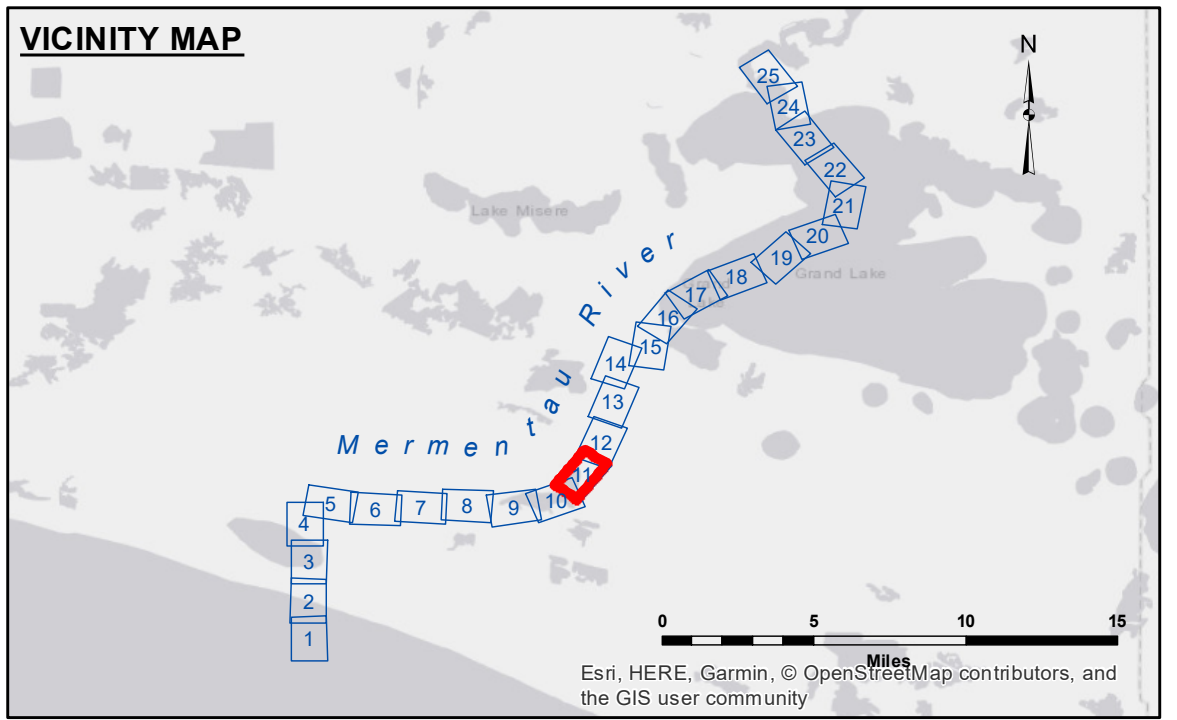 VICINITY MAP
N
25
24
23
22
21
20
19
18
17
16
15
14
13
12
11
10
9
8
7
6
5
4
3
2
1
Lake Misere
Grand Lake
Mermentau River
0 5 10 15
Miles
Esri, HERE, Garmin, © OpenStreetMap contributors, and
the GIS user community